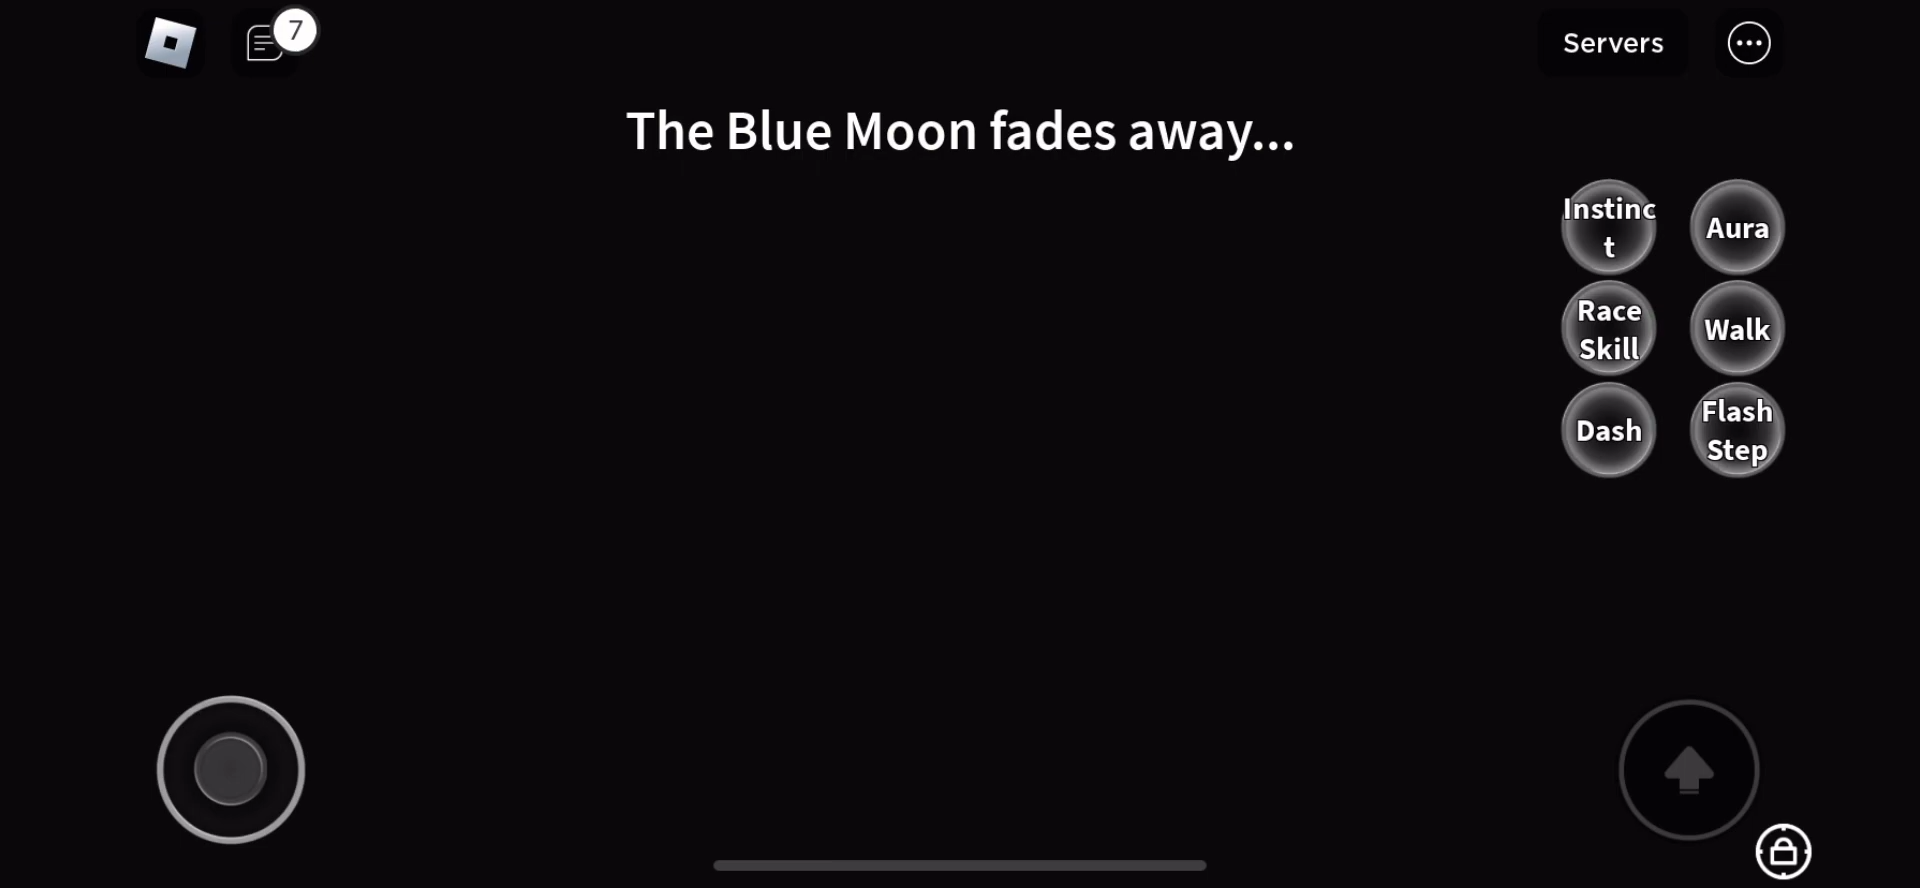 7
Servers
The Blue Moon fades away...
Instinc
t
Aura
Race
Skill
Walk
Dash
Flash
Step